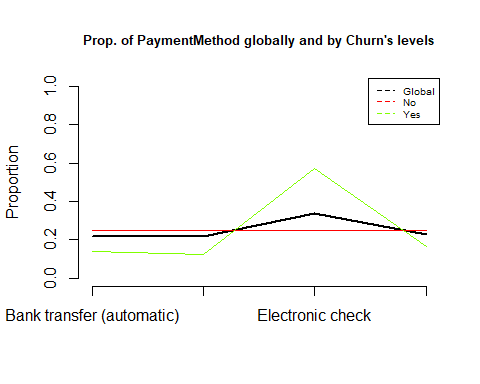 Prop. of PaymentMethod globally and by Churn's levels
Global
No
Yes
1.0
0.8
0.6
0.4
0.2
0.0
Proportion
Bank transfer (automatic)
Electronic check